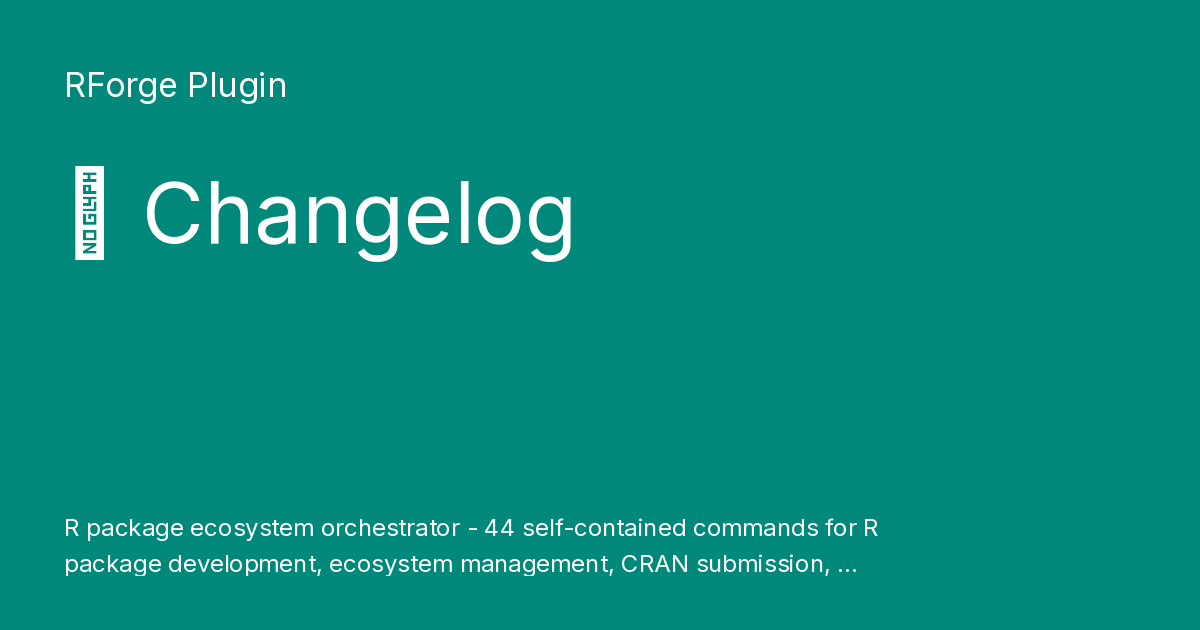 RForge Plugin
NO GLYPH Changelog
R package ecosystem orchestrator - 44 self-contained commands for R
package development, ecosystem management, CRAN submission, ...